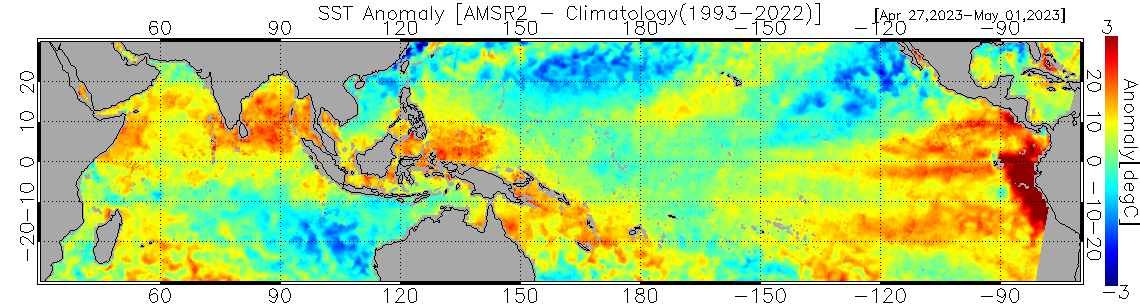 SST Anomaly [AMSR2 − Climatology(1993−2022)]
[Apr 27,2023−May 01,2023]
60 90 120 150 180 −150 −120 −90
3
20 20
10 10
0 0
−10 −10
−20 −20
Anomaly[degC]
−3
60 90 120 150 180 −150 −120 −90